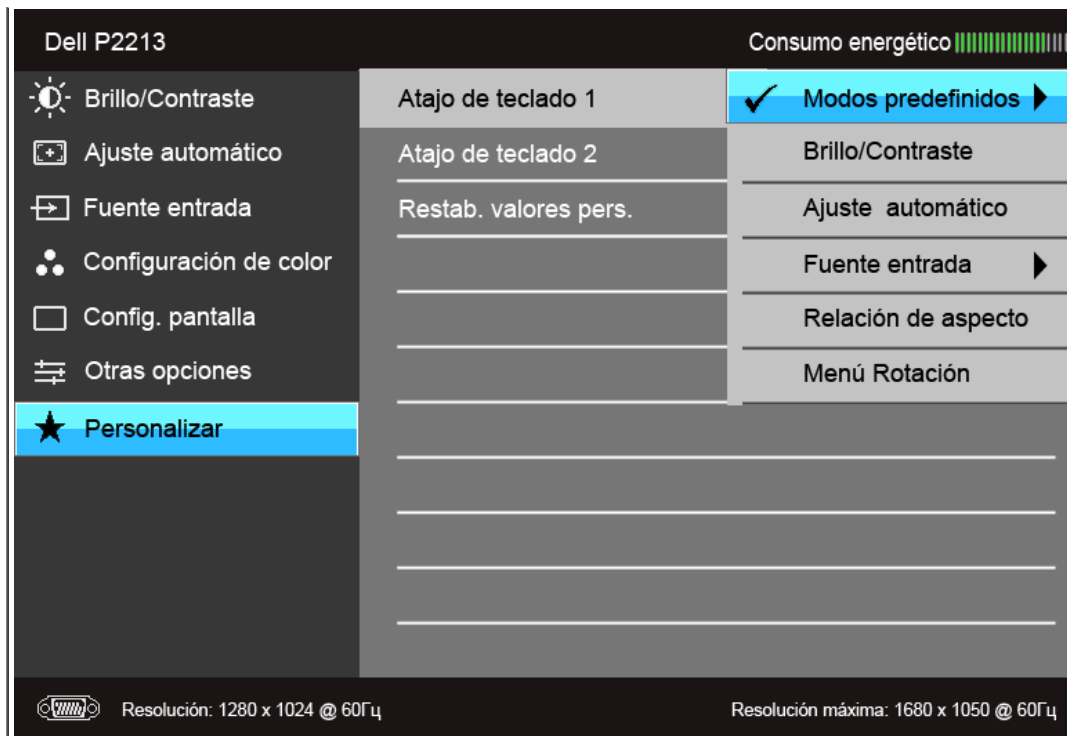 Dell P2213
Consumo energético
Brillo/Contraste
Atajo de teclado 1
Modos predefinidos
Ajuste automático
Atajo de teclado 2
Brillo/Contraste
Fuente entrada
Restab. valores pers.
Ajuste automático
Configuración de color
Fuente entrada
Config. pantalla
Relación de aspecto
Otras opciones
Menú Rotación
Personalizar
Resolución: 1280 x 1024 @ 60Гц
Resolución máxima: 1680 x 1050 @ 60Гц